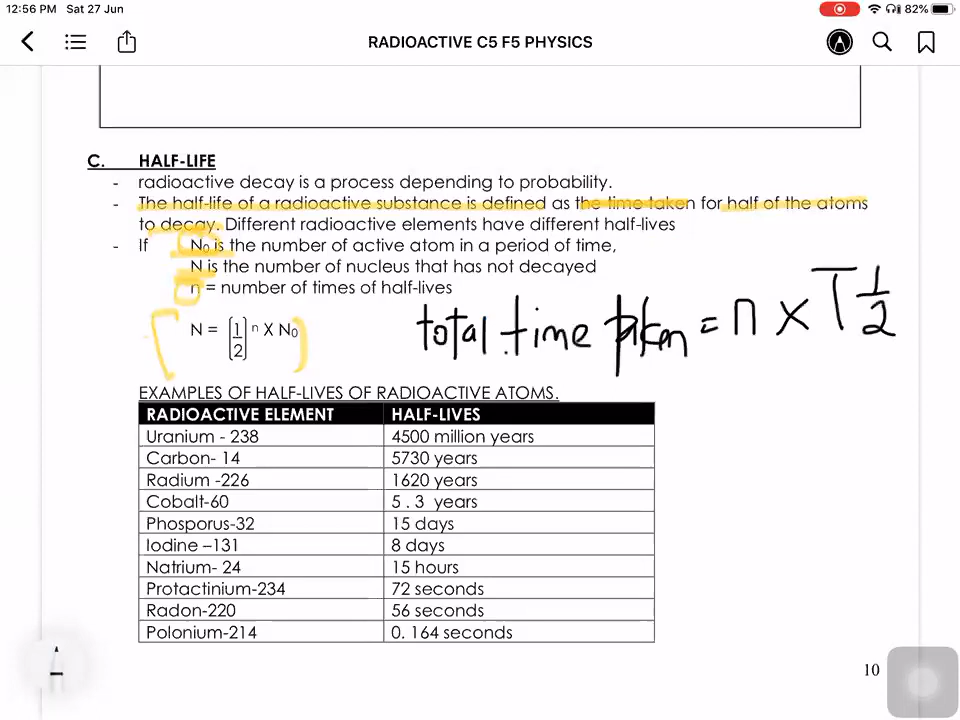 12:56 PM Sat 27 Jun 82%
RADIOACTIVE C5 F5 PHYSICS
C. HALF-LIFE
- radioactive decay is a process depending to probability.
- The half-life of a radioactive substance is defined as the time taken for half of the atoms
to decay. Different radioactive elements have different half-lives
- If N₀ is the number of active atom in a period of time,
N is the number of nucleus that has not decayed
n = number of times of half-lives
N = [1/2] ⁿ X N₀
total time taken = n × T 1/2
EXAMPLES OF HALF-LIVES OF RADIOACTIVE ATOMS.
RADIOACTIVE ELEMENT HALF-LIVES
Uranium - 238 4500 million years
Carbon- 14 5730 years
Radium -226 1620 years
Cobalt-60 5 . 3 years
Phosporus-32 15 days
Iodine –131 8 days
Natrium- 24 15 hours
Protactinium-234 72 seconds
Radon-220 56 seconds
Polonium-214 0. 164 seconds
10